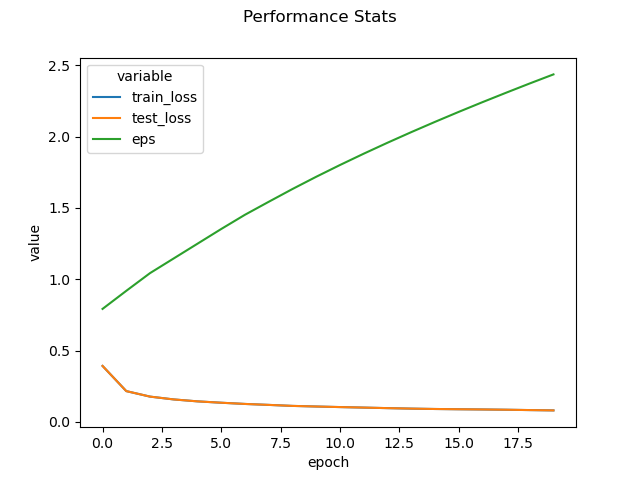 Performance Stats
variable
train_loss
test_loss
eps
2.5
2.0
1.5
1.0
0.5
0.0
value
0.0 2.5 5.0 7.5 10.0 12.5 15.0 17.5
epoch